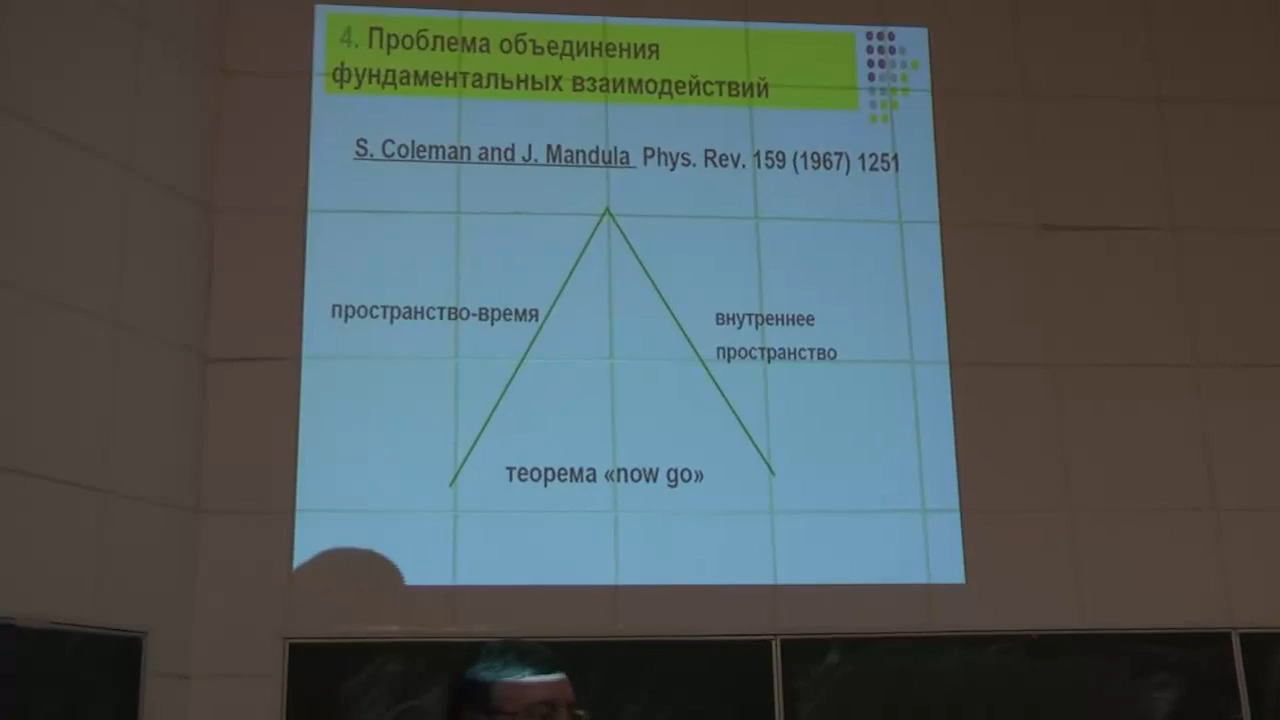 4. Проблема объединения
фундаментальных взаимодействий
S. Coleman and J. Mandula Phys. Rev. 159 (1967) 1251
пространство-время
внутреннее
пространство
теорема «now go»